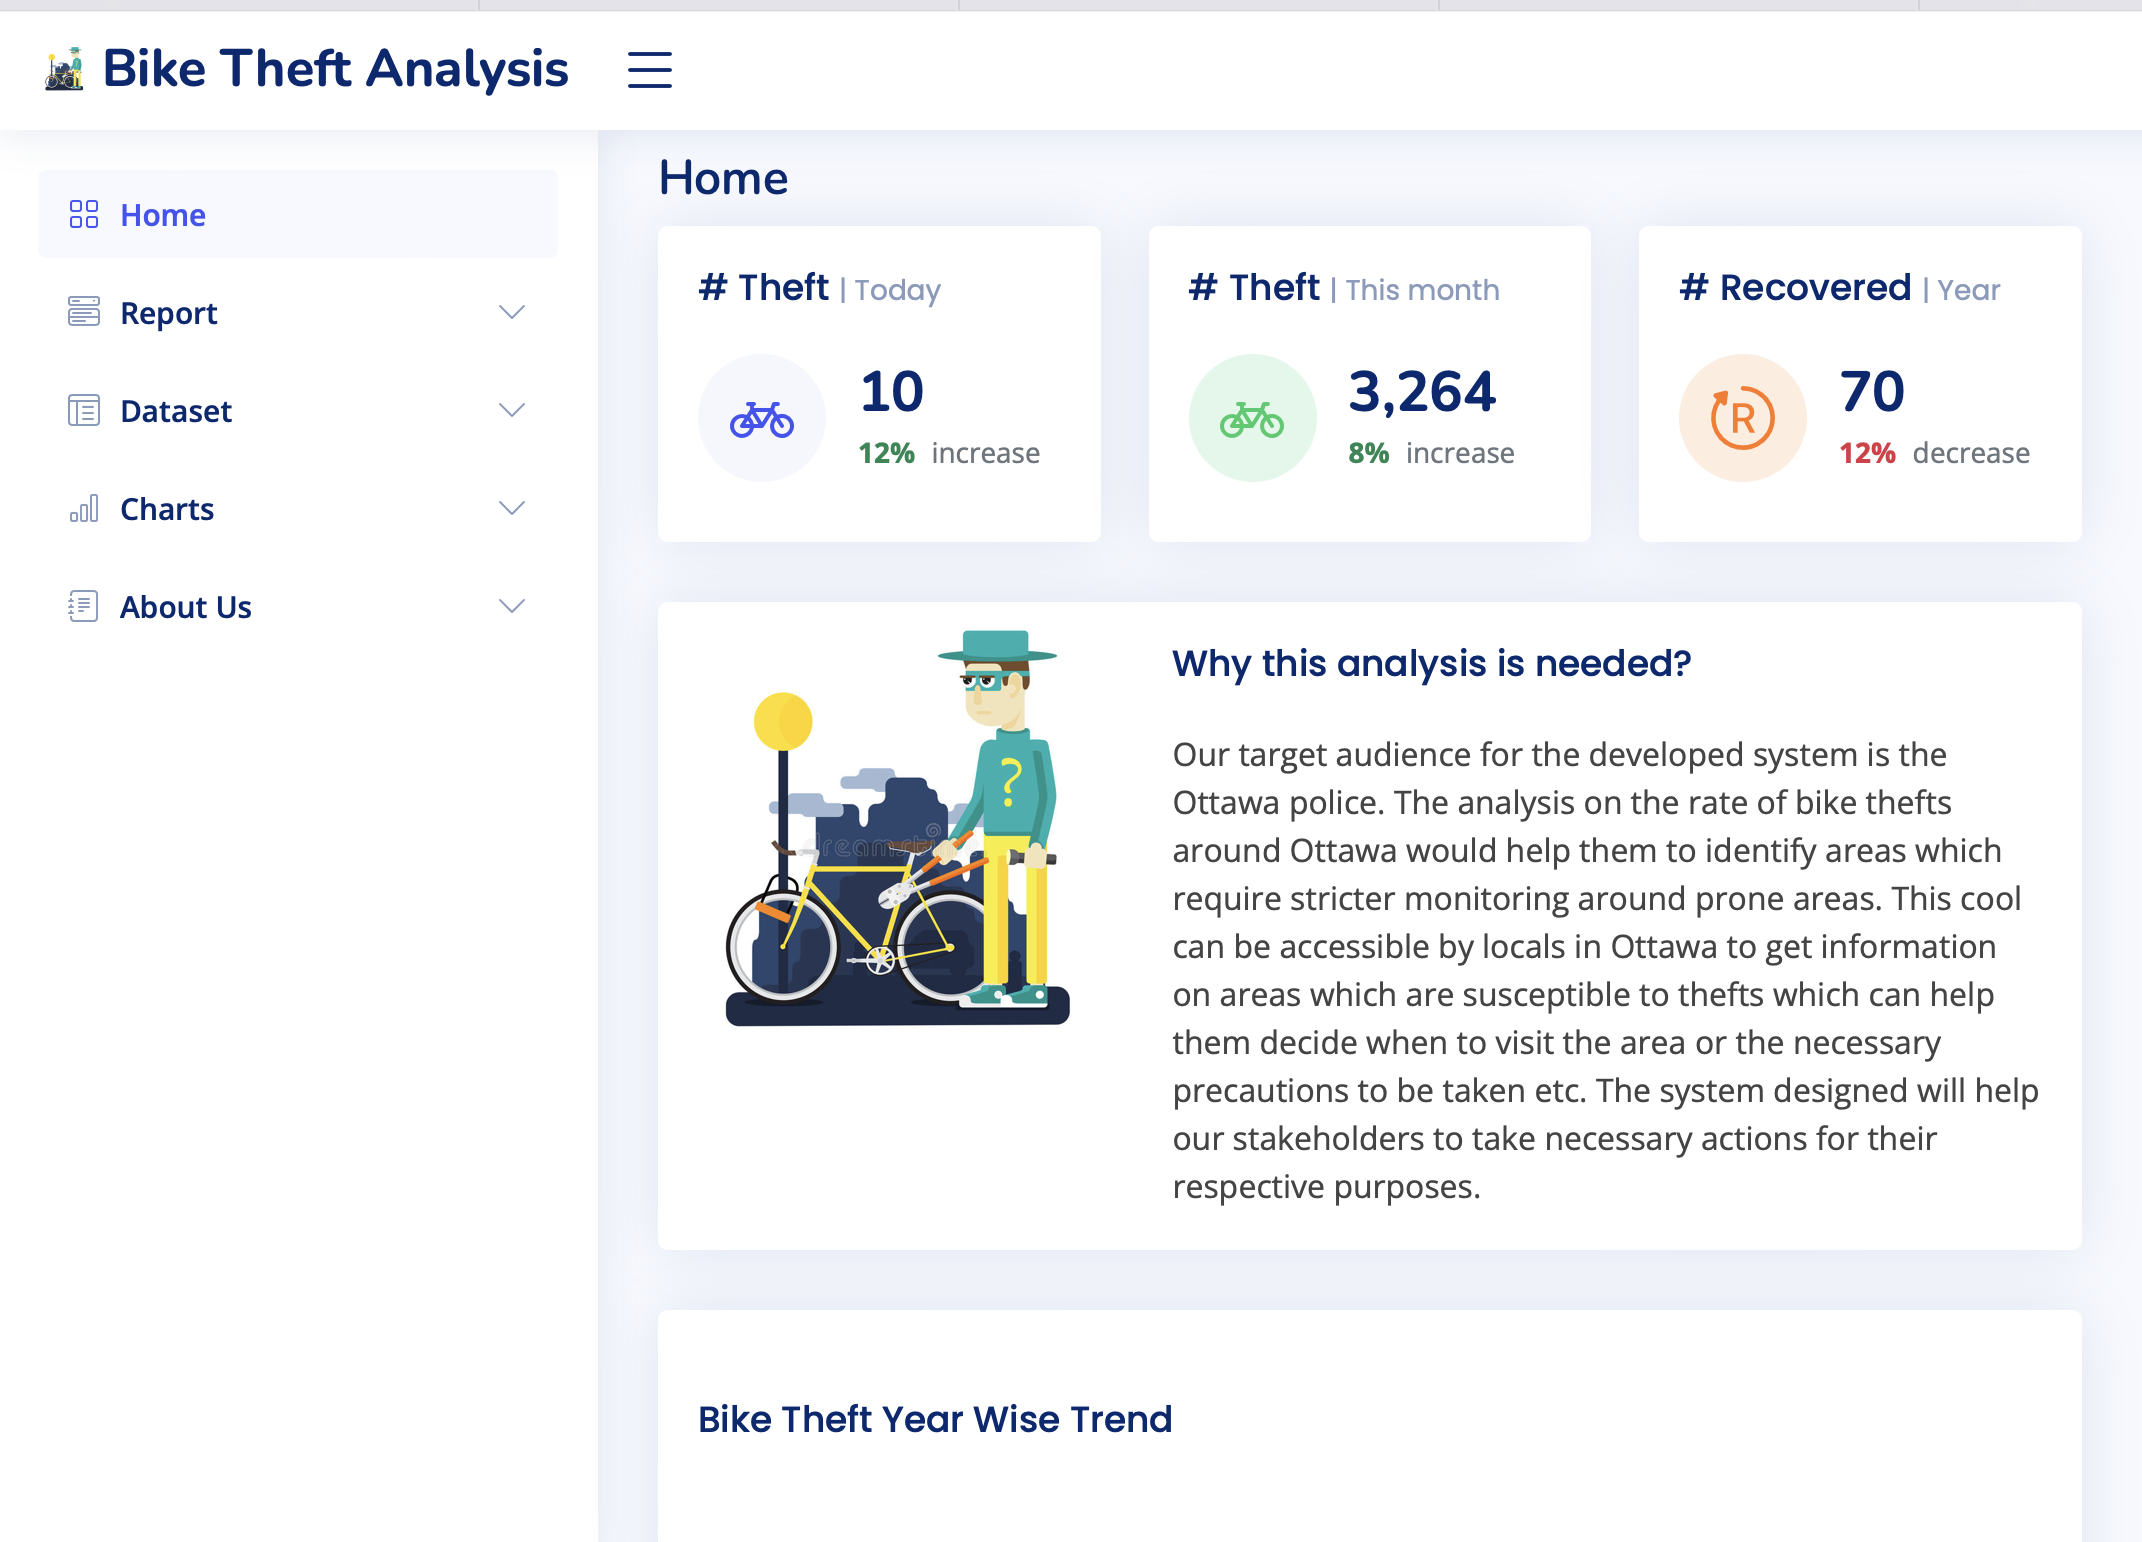 Bike Theft Analysis
Home
Report
Dataset
Charts
About Us
Home
# Theft | Today
10
12% increase
# Theft | This month
3,264
8% increase
# Recovered | Year
R
70
12% decrease
?
dreamsti
Why this analysis is needed?
Our target audience for the developed system is the
Ottawa police. The analysis on the rate of bike thefts
around Ottawa would help them to identify areas which
require stricter monitoring around prone areas. This cool
can be accessible by locals in Ottawa to get information
on areas which are susceptible to thefts which can help
them decide when to visit the area or the necessary
precautions to be taken etc. The system designed will help
our stakeholders to take necessary actions for their
respective purposes.
Bike Theft Year Wise Trend